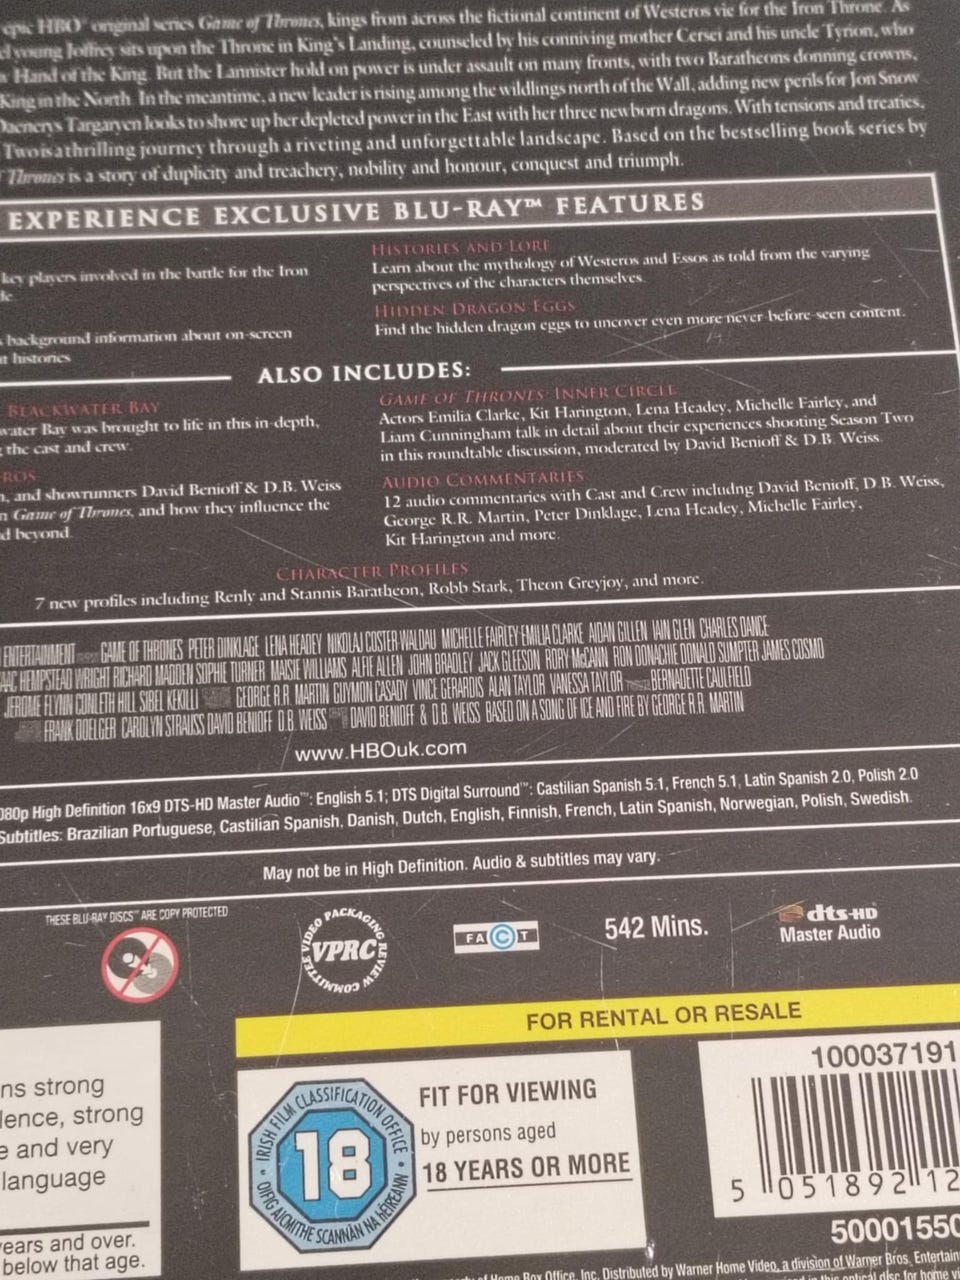 epic HBO® original series Game of Thrones, kings from across the fictional continent of Westeros vie for the Iron Throne. As
young Joffrey sits upon the Throne in King's Landing, counseled by his conniving mother Cersei and his uncle Tyrion, who
Hand of the King. But the Lannister hold on power is under assault on many fronts, with two Baratheons donning crowns,
King in the North. In the meantime, a new leader is rising among the wildlings north of the Wall, adding new perils for Jon Snow
Daenerys Targaryen looks to shore up her depleted power in the East with her three newborn dragons. With tensions and treaties,
Two is a thrilling journey through a riveting and unforgettable landscape. Based on the bestselling book series by
Thrones is a story of duplicity and treachery, nobility and honour, conquest and triumph.
EXPERIENCE EXCLUSIVE BLU-RAY™ FEATURES
key players involved in the battle for the Iron
background information about on-screen
histories
HISTORIES AND LORE
Learn about the mythology of Westeros and Essos as told from the varying
perspectives of the characters themselves.
HIDDEN DRAGON EGGS
Find the hidden dragon eggs to uncover even more never-before-seen content.
ALSO INCLUDES:
BLACKWATER BAY
water Bay was brought to life in this in-depth,
the cast and crew.
ROS
, and showrunners David Benioff & D.B. Weiss
Game of Thrones, and how they influence the
d beyond.
GAME OF THRONES: INNER CIRCLE
Actors Emilia Clarke, Kit Harington, Lena Headey, Michelle Fairley, and
Liam Cunningham talk in detail about their experiences shooting Season Two
in this roundtable discussion, moderated by David Benioff & D.B. Weiss.
AUDIO COMMENTARIES
12 audio commentaries with Cast and Crew includng David Benioff, D.B. Weiss,
George R.R. Martin, Peter Dinklage, Lena Headey, Michelle Fairley,
Kit Harington and more.
CHARACTER PROFILES
7 new profiles including Renly and Stannis Baratheon, Robb Stark, Theon Greyjoy, and more.
ENTERTAINMENT GAME OF THRONES PETER DINKLAGE LENA HEADEY NIKOLAJ COSTER-WALDAU MICHELLE FAIRLEY EMILIA CLARKE AIDAN GILLEN IAIN GLEN CHARLES DANCE
HEMPSTEAD WRIGHT RICHARD MADDEN SOPHIE TURNER MAISIE WILLIAMS ALFIE ALLEN JOHN BRADLEY JACK GLEESON RORY McCANN RON DONACHIE DONALD SUMPTER JAMES COSMO
JEROME FLYNN CONLETH HILL SIBEL KEKILLI GEORGE R.R. MARTIN GUYMON CASADY VINCE GERARDIS ALAN TAYLOR VANESSA TAYLOR BERNADETTE CAULFIELD
FRANK DOELGER CAROLYN STRAUSS DAVID BENIOFF D.B. WEISS DAVID BENIOFF & D.B. WEISS BASED ON A SONG OF ICE AND FIRE BY GEORGE R.R. MARTIN
www.HBOuk.com
080p High Definition 16x9 DTS-HD Master Audio™: English 5.1; DTS Digital Surround™: Castilian Spanish 5.1, French 5.1, Latin Spanish 2.0, Polish 2.0
Subtitles: Brazilian Portuguese, Castilian Spanish, Danish, Dutch, English, Finnish, French, Latin Spanish, Norwegian, Polish, Swedish.
May not be in High Definition. Audio & subtitles may vary.
THESE BLU-RAY DISCS™ ARE COPY PROTECTED
VIDEO PACKAGING REVIEW COMMITTEE
VPRC
FACT
542 Mins.
dts-HD
Master Audio
FOR RENTAL OR RESALE
ns strong
lence, strong
e and very
language
years and over.
below that age.
IRISH FILM CLASSIFICATION OFFICE
18
OIFIG AICMITHE SCANNÁN NA hÉIREANN
FIT FOR VIEWING
by persons aged
18 YEARS OR MORE
100037191
5 051892 12
50001550
Home Box Office, Inc. Distributed by Warner Home Video, a division of Warner Bros. Entertain
this optical disc for home vi